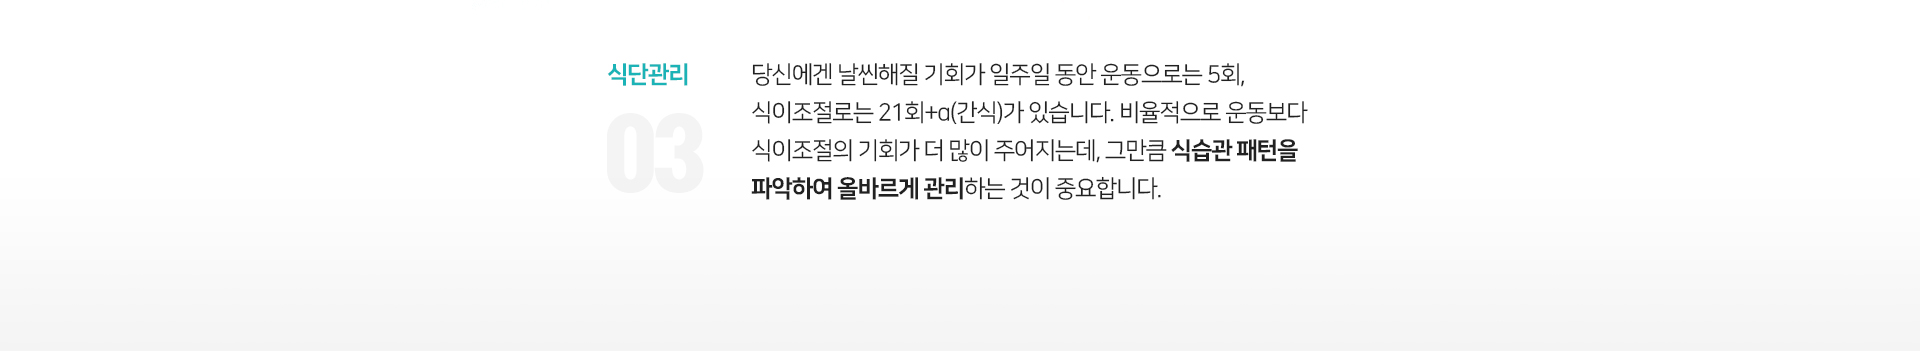 식단관리
03
당신에겐 날씬해질 기회가 일주일 동안 운동으로는 5회,
식이조절로는 21회+α(간식)가 있습니다. 비율적으로 운동보다
식이조절의 기회가 더 많이 주어지는데, 그만큼 식습관 패턴을
파악하여 올바르게 관리하는 것이 중요합니다.